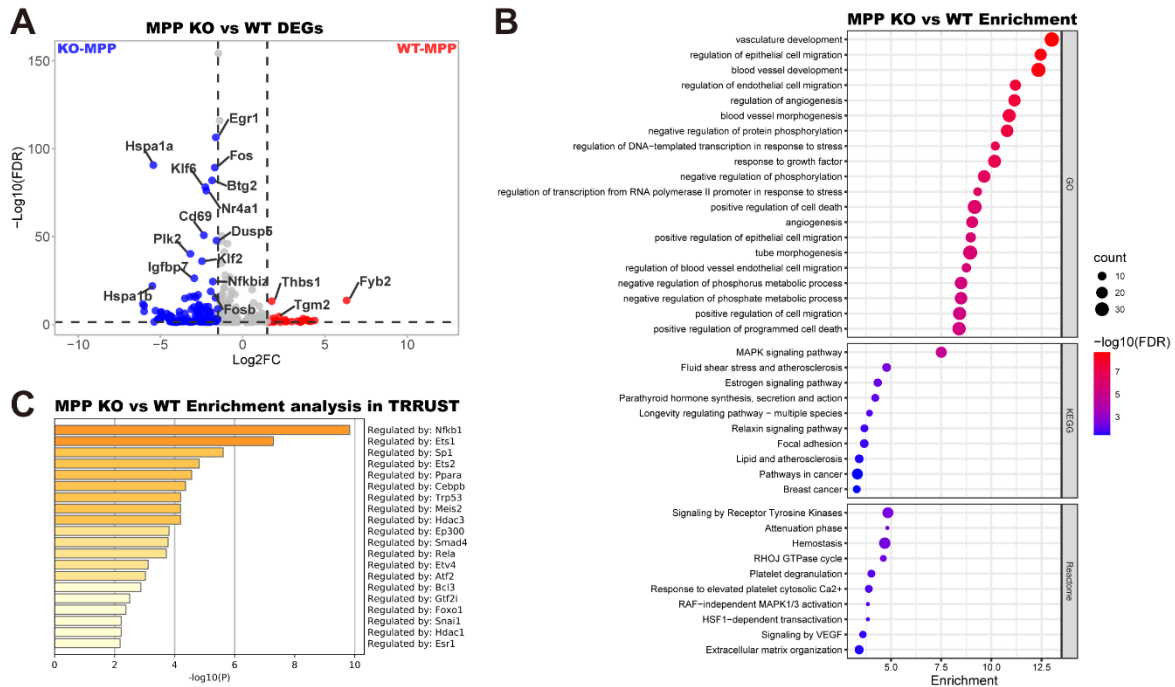 A
MPP KO vs WT DEGs
KO-MPP
WT-MPP
150
100
50
0
−Log10(FDR)
Egr1
Hspa1a
Fos
Klf6
Btg2
Nr4a1
Cd69
Dusp5
Plk2
Klf2
Igfbp7
Nfkbiz
Thbs1
Fyb2
Hspa1b
Fosb
Tgm2
−10
−5
0
5
10
Log2FC
B
MPP KO vs WT Enrichment
vasculature development
regulation of epithelial cell migration
blood vessel development
regulation of endothelial cell migration
regulation of angiogenesis
blood vessel morphogenesis
negative regulation of protein phosphorylation
regulation of DNA−templated transcription in response to stress
response to growth factor
negative regulation of phosphorylation
regulation of transcription from RNA polymerase II promoter in response to stress
positive regulation of cell death
angiogenesis
positive regulation of epithelial cell migration
tube morphogenesis
regulation of blood vessel endothelial cell migration
negative regulation of phosphorus metabolic process
negative regulation of phosphate metabolic process
positive regulation of cell migration
positive regulation of programmed cell death
GO
MAPK signaling pathway
Fluid shear stress and atherosclerosis
Estrogen signaling pathway
Parathyroid hormone synthesis, secretion and action
Longevity regulating pathway − multiple species
Relaxin signaling pathway
Focal adhesion
Lipid and atherosclerosis
Pathways in cancer
Breast cancer
KEGG
Signaling by Receptor Tyrosine Kinases
Attenuation phase
Hemostasis
RHOJ GTPase cycle
Platelet degranulation
Response to elevated platelet cytosolic Ca2+
RAF−independent MAPK1/3 activation
HSF1−dependent transactivation
Signaling by VEGF
Extracellular matrix organization
Reactome
5.0
7.5
10.0
12.5
Enrichment
count
10
20
30
−log10(FDR)
7
5
3
C
MPP KO vs WT Enrichment analysis in TRRUST
Regulated by: Nfkb1
Regulated by: Ets1
Regulated by: Sp1
Regulated by: Ets2
Regulated by: Ppara
Regulated by: Cebpb
Regulated by: Trp53
Regulated by: Meis2
Regulated by: Hdac3
Regulated by: Ep300
Regulated by: Smad4
Regulated by: Rela
Regulated by: Etv4
Regulated by: Atf2
Regulated by: Bcl3
Regulated by: Gtf2i
Regulated by: Foxo1
Regulated by: Snai1
Regulated by: Hdac1
Regulated by: Esr1
0
2
4
6
8
10
-log10(P)